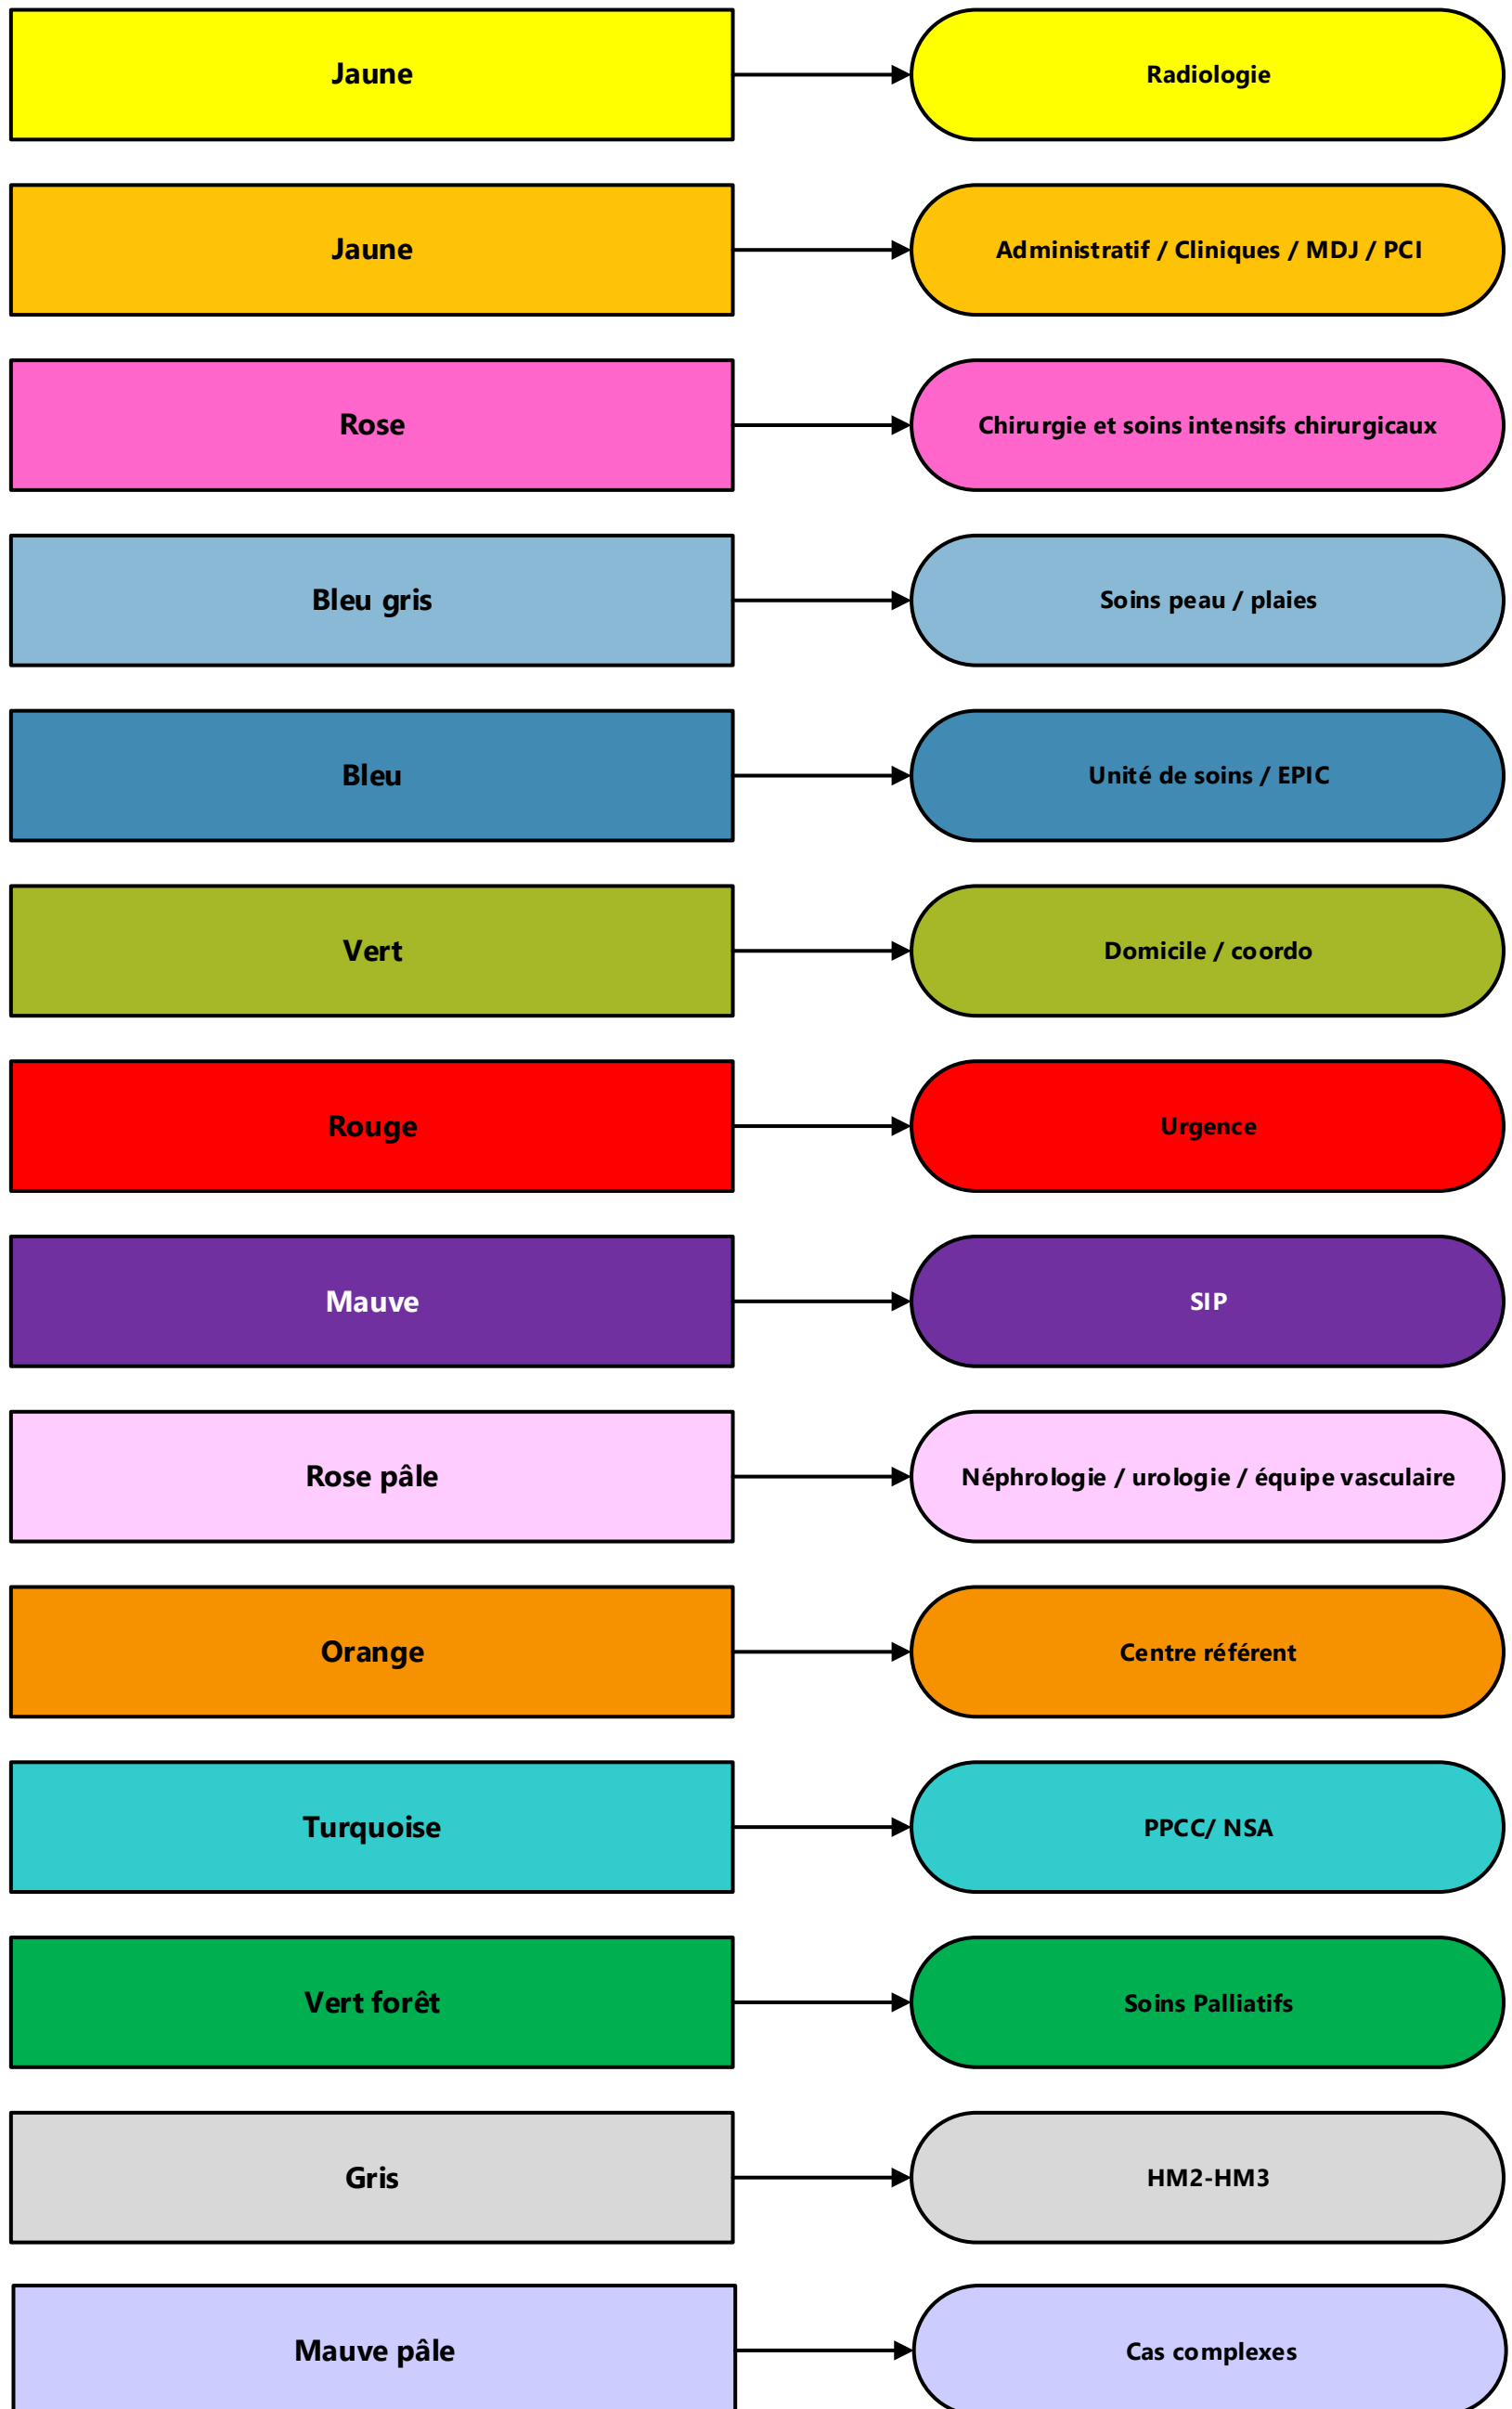 Jaune
Radiologie
Jaune
Administratif / Cliniques / MDJ / PCI
Rose
Chirurgie et soins intensifs chirurgicaux
Bleu gris
Soins peau / plaies
Bleu
Unité de soins / EPIC
Vert
Domicile / coordo
Rouge
Urgence
Mauve
SIP
Rose pâle
Néphrologie / urologie / équipe vasculaire
Orange
Centre référent
Turquoise
PPCC/ NSA
Vert forêt
Soins Palliatifs
Gris
HM2-HM3
Mauve pâle
Cas complexes